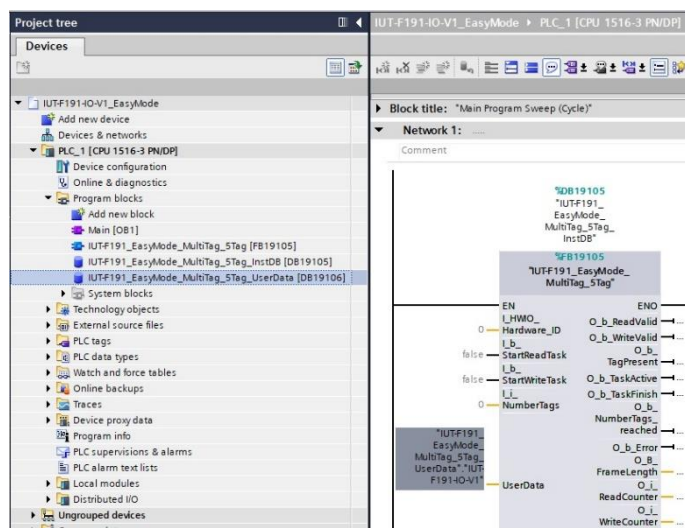 Project tree
IUT-F191-IO-V1_EasyMode ▸ PLC_1 [CPU 1516-3 PN/DP]
Devices
IUT-F191-IO-V1_EasyMode
Add new device
Devices & networks
PLC_1 [CPU 1516-3 PN/DP]
Device configuration
Online & diagnostics
Program blocks
Add new block
Main [OB1]
IUT-F191_EasyMode_MultiTag_5Tag [FB19105]
IUT-F191_EasyMode_MultiTag_5Tag_InstDB [DB19105]
IUT-F191_EasyMode_MultiTag_5Tag_UserData [DB19106]
System blocks
Technology objects
External source files
PLC tags
PLC data types
Watch and force tables
Online backups
Traces
Device proxy data
Program info
PLC supervisions & alarms
PLC alarm text lists
Local modules
Distributed I/O
Ungrouped devices
Block title: "Main Program Sweep (Cycle)"
Network 1: ....
Comment
%DB19105
"IUT-F191_
EasyMode_
MultiTag_5Tag_
InstDB"
%FB19105
"IUT-F191_EasyMode_
MultiTag_5Tag"
EN
0 I_HWIO_
Hardware_ID
false I_b_
StartReadTask
false I_b_
StartWriteTask
0 I_i_
NumberTags
"IUT-F191_
EasyMode_
MultiTag_5Tag_
UserData"."IUT-
F191-IO-V1"
UserData
ENO
O_b_ReadValid ...
O_b_WriteValid ...
O_b_
TagPresent ...
O_b_TaskActive ...
O_b_TaskFinish ...
O_b_
NumberTags_
reached ...
O_b_Error ...
O_B_
FrameLength ...
O_i_
ReadCounter ...
O_i_
WriteCounter ...